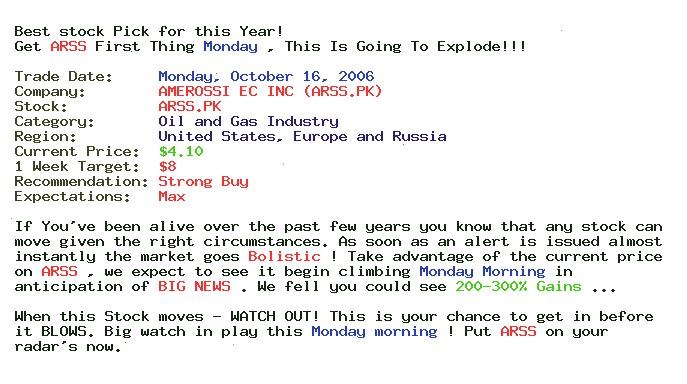 Best stock Pick for this Year!
Get ARSS First Thing Monday , This Is Going To Explode!!!
Trade Date: Monday, October 16, 2006
Company: AMEROSSI EC INC (ARSS.PK)
Stock: ARSS.PK
Category: Oil and Gas Industry
Region: United States, Europe and Russia
Current Price: $4.10
1 Week Target: $8
Recommendation: Strong Buy
Expectations: Max
If You've been alive over the past few years you know that any stock can
move given the right circumstances. As soon as an alert is issued almost
instantly the market goes Bolistic ! Take advantage of the current price
on ARSS , we expect to see it begin climbing Monday Morning in
anticipation of BIG NEWS . We fell you could see 200-300% Gains ...
When this Stock moves - WATCH OUT! This is your chance to get in before
it BLOWS. Big watch in play this Monday morning ! Put ARSS on your
radar's now.